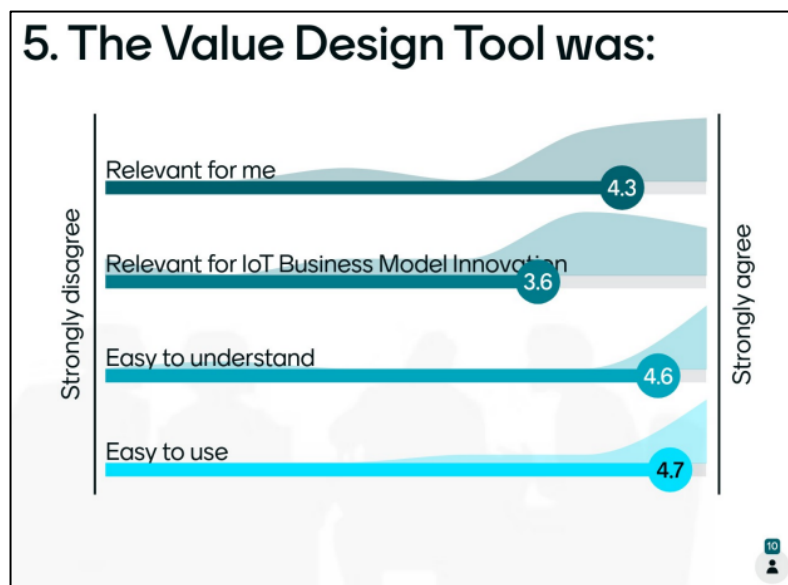 5. The Value Design Tool was:
Strongly disagree
Relevant for me
4.3
Relevant for IoT Business Model Innovation
3.6
Easy to understand
4.6
Easy to use
4.7
Strongly agree
10